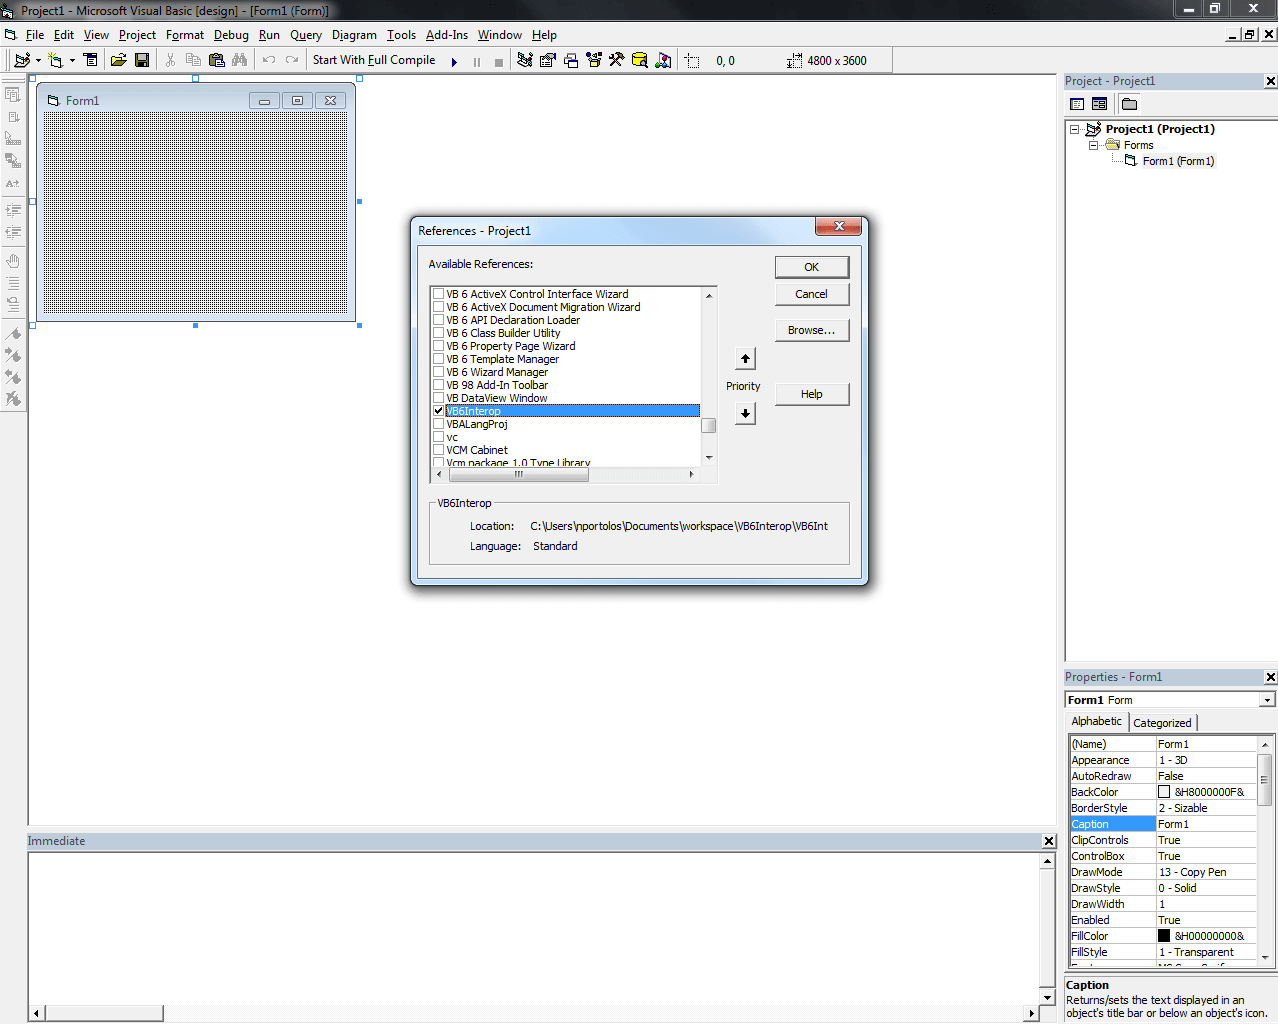 Project1 - Microsoft Visual Basic [design] - [Form1 (Form)]
File Edit View Project Format Debug Run Query Diagram Tools Add-Ins Window Help
Start With Full Compile 0, 0 4800 x 3600
Form1
References - Project1
Available References:
VB 6 ActiveX Control Interface Wizard
VB 6 ActiveX Document Migration Wizard
VB 6 API Declaration Loader
VB 6 Class Builder Utility
VB 6 Property Page Wizard
VB 6 Template Manager
VB 6 Wizard Manager
VB 98 Add-In Toolbar
VB DataView Window
VB6Interop
VBALangProj
vc
VCM Cabinet
Vcm package 1.0 Type Library
OK
Cancel
Browse...
Priority
Help
VB6Interop
Location: C:\Users\nportolos\Documents\workspace\VB6Interop\VB6Int
Language: Standard
Immediate
Project - Project1
Project1 (Project1)
Forms
Form1 (Form1)
Properties - Form1
Form1 Form
Alphabetic Categorized
(Name) Form1
Appearance 1 - 3D
AutoRedraw False
BackColor &H8000000F&
BorderStyle 2 - Sizable
Caption Form1
ClipControls True
ControlBox True
DrawMode 13 - Copy Pen
DrawStyle 0 - Solid
DrawWidth 1
Enabled True
FillColor &H00000000&
FillStyle 1 - Transparent
Caption
Returns/sets the text displayed in an
object's title bar or below an object's icon.